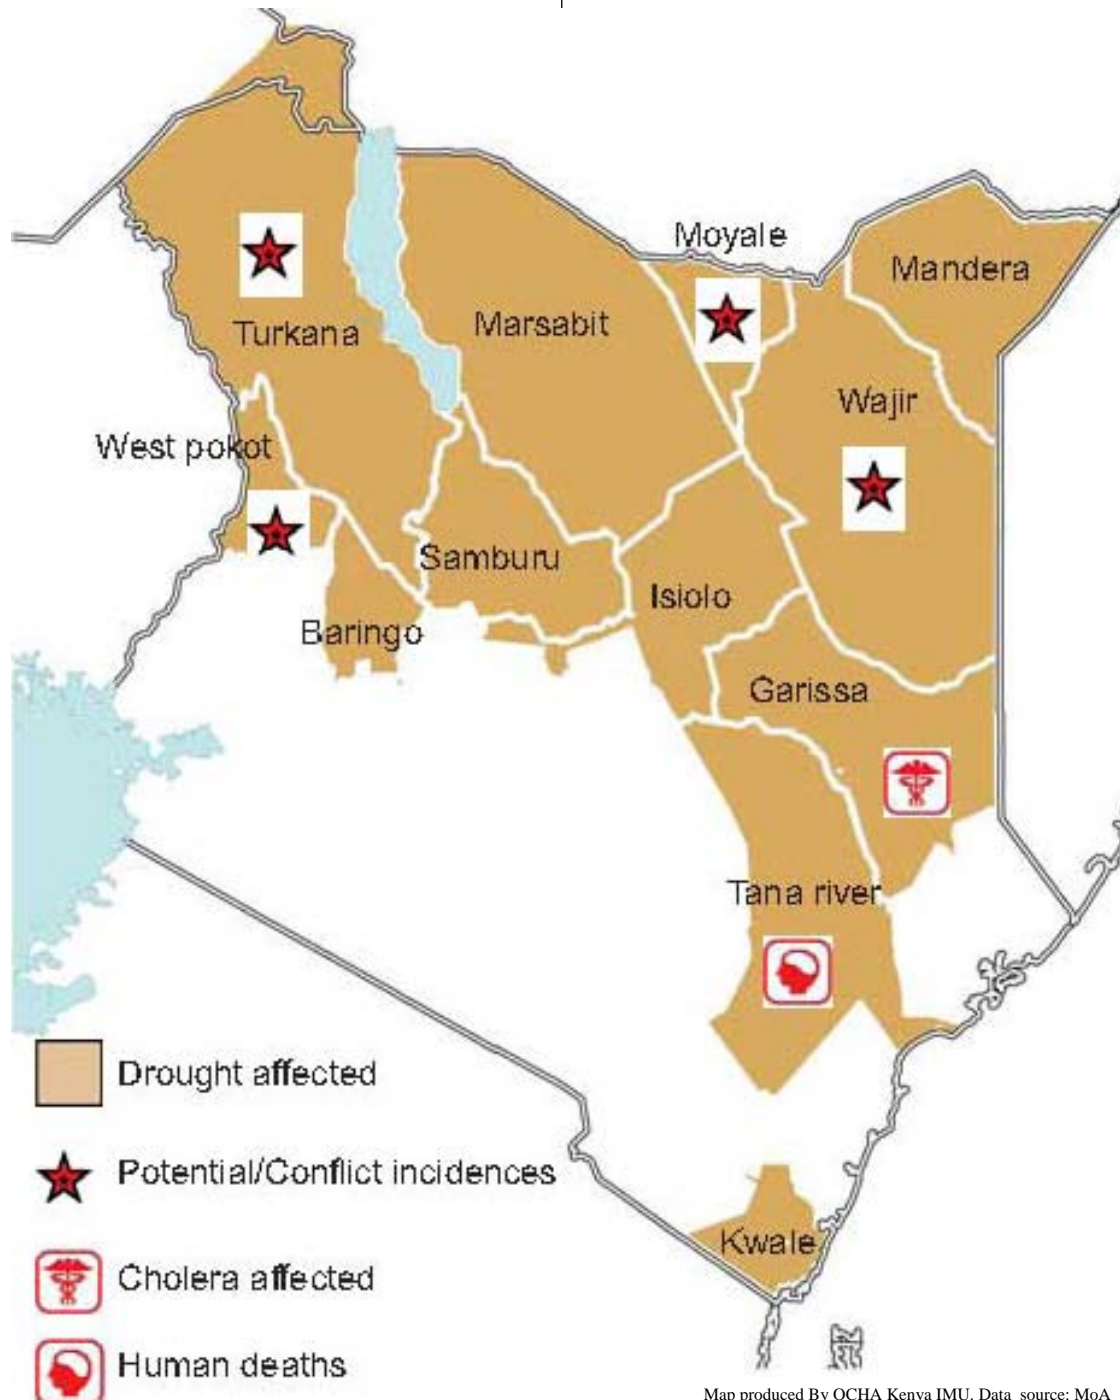 Moyale
Mandera
Turkana
Marsabit
Wajir
West pokot
Samburu
Isiolo
Baringo
Garissa
Tana river
Drought affected
Potential/Conflict incidences
Kwale
Cholera affected
Human deaths
Map produced By OCHA Kenya IMU. Data source: MoA